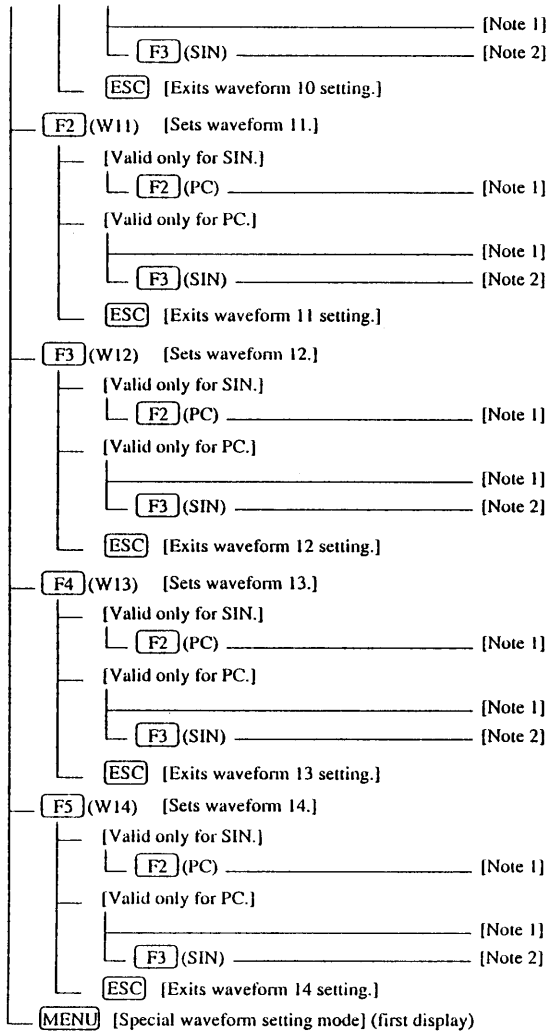 [Note 1]
F3 (SIN) [Note 2]
ESC [Exits waveform 10 setting.]
F2 (W11) [Sets waveform 11.]
[Valid only for SIN.]
F2 (PC) [Note 1]
[Valid only for PC.]
[Note 1]
F3 (SIN) [Note 2]
ESC [Exits waveform 11 setting.]
F3 (W12) [Sets waveform 12.]
[Valid only for SIN.]
F2 (PC) [Note 1]
[Valid only for PC.]
[Note 1]
F3 (SIN) [Note 2]
ESC [Exits waveform 12 setting.]
F4 (W13) [Sets waveform 13.]
[Valid only for SIN.]
F2 (PC) [Note 1]
[Valid only for PC.]
[Note 1]
F3 (SIN) [Note 2]
ESC [Exits waveform 13 setting.]
F5 (W14) [Sets waveform 14.]
[Valid only for SIN.]
F2 (PC) [Note 1]
[Valid only for PC.]
[Note 1]
F3 (SIN) [Note 2]
ESC [Exits waveform 14 setting.]
MENU [Special waveform setting mode] (first display)